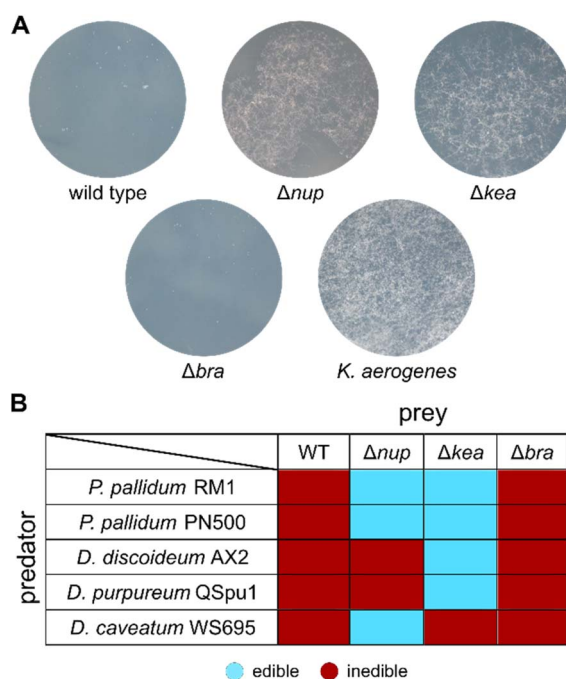 A
wild type
Δnup
Δkea
Δbra
K. aerogenes
B
prey
WT Δnup Δkea Δbra
predator
P. pallidum RM1
P. pallidum PN500
D. discoideum AX2
D. purpureum QSpu1
D. caveatum WS695
edible inedible